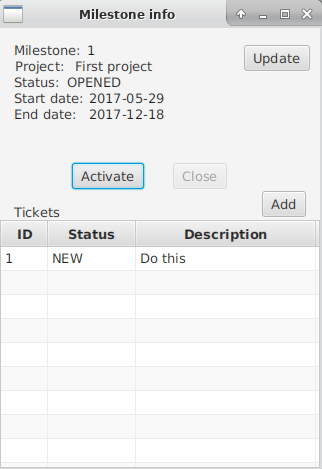 Milestone info
Milestone: 1
Update
Project: First project
Status: OPENED
Start date: 2017-05-29
End date: 2017-12-18
Activate Close
Add
Tickets
ID Status Description
1 NEW Do this